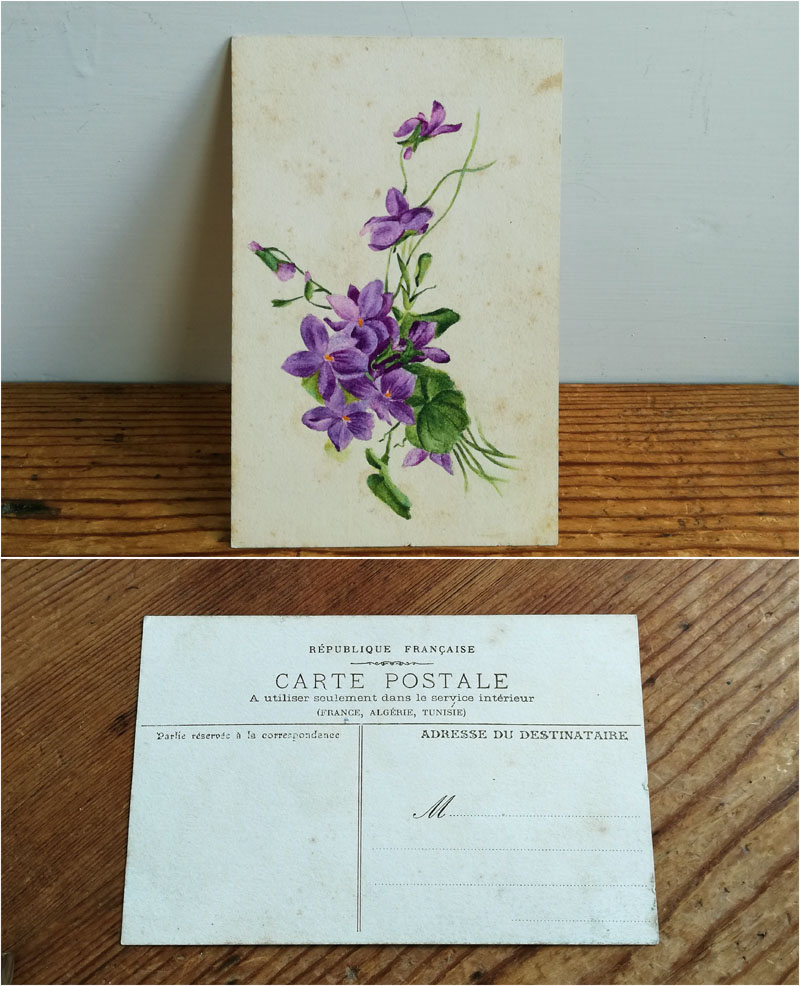 RÉPUBLIQUE FRANÇAISE
CARTE POSTALE
A utiliser seulement dans le service intérieur
(FRANCE, ALGÉRIE, TUNISIE)
Partie réservée à la correspondance
ADRESSE DU DESTINATAIRE
M